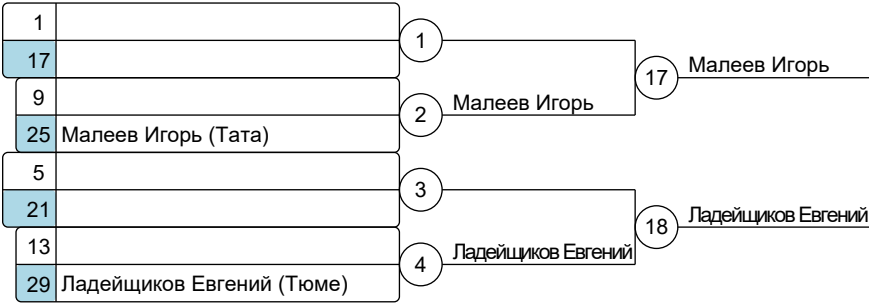 1
17
1
17 Малеев Игорь
9
2 Малеев Игорь
25 Малеев Игорь (Тата)
5
3
21
18 Ладейщиков Евгений
13
4 Ладейщиков Евгений
29 Ладейщиков Евгений (Тюме)